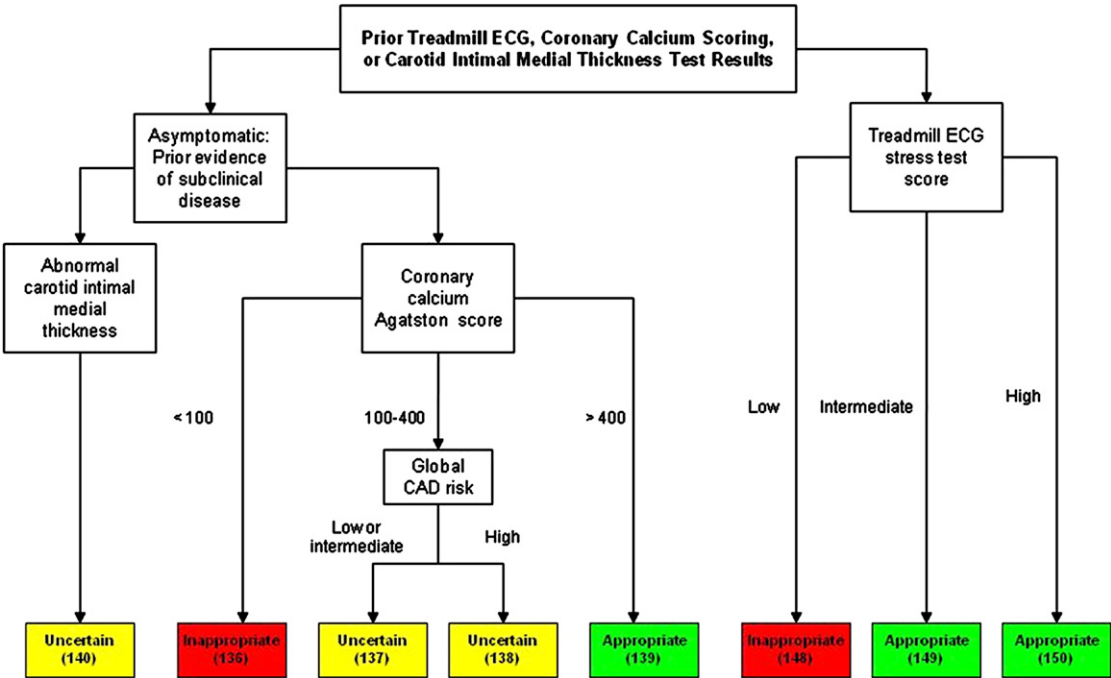 Prior Treadmill ECG, Coronary Calcium Scoring,
or Carotid Intimal Medial Thickness Test Results
Asymptomatic:
Prior evidence
of subclinical
disease
Treadmill ECG
stress test
score
Abnormal
carotid intimal
medial
thickness
Coronary
calcium
Agatston score
< 100
100-400
> 400
Low
Intermediate
High
Global
CAD risk
Low or
intermediate
High
Uncertain
(140)
Inappropriate
(136)
Uncertain
(137)
Uncertain
(138)
Appropriate
(139)
Inappropriate
(148)
Appropriate
(149)
Appropriate
(150)